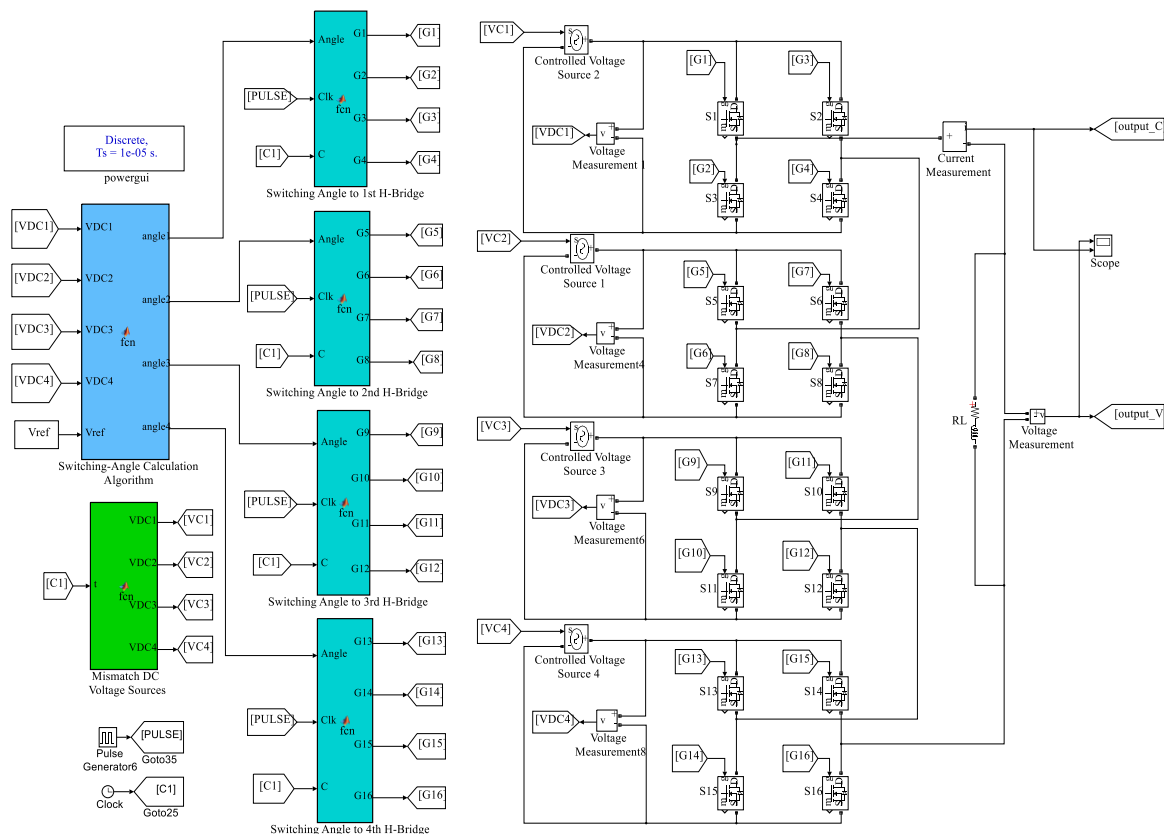 Discrete,
Ts = 1e-05 s.
powergui
[VDC1]
[VDC2]
[VDC3]
[VDC4]
Vref
VDC1
VDC2
VDC3
VDC4
Vref
fcn
angle1
angle2
angle3
angle4
Switching-Angle Calculation
Algorithm
[C1]
t
fcn
VDC1
VDC2
VDC3
VDC4
[VC1]
[VC2]
[VC3]
[VC4]
Mismatch DC
Voltage Sources
Pulse
Generator6
[PULSE]
Goto35
Clock
[C1]
Goto25
[PULSE]
[C1]
Angle
Clk
C
fcn
G1
G2
G3
G4
[G1]
[G2]
[G3]
[G4]
Switching Angle to 1st H-Bridge
[PULSE]
[C1]
Angle
Clk
C
fcn
G5
G6
G7
G8
[G5]
[G6]
[G7]
[G8]
Switching Angle to 2nd H-Bridge
[PULSE]
[C1]
Angle
Clk
C
fcn
G9
G10
G11
G12
[G9]
[G10]
[G11]
[G12]
Switching Angle to 3rd H-Bridge
[PULSE]
[C1]
Angle
Clk
C
fcn
G13
G14
G15
G16
[G13]
[G14]
[G15]
[G16]
Switching Angle to 4th H-Bridge
[VC1]
s
Controlled Voltage
Source 2
[VDC1]
v
Voltage
Measurement 1
[G1]
[G3]
S1
S2
[G2]
[G4]
S3
S4
[VC2]
s
Controlled Voltage
Source 1
[VDC2]
v
Voltage
Measurement4
[G5]
[G7]
S5
S6
[G6]
[G8]
S7
S8
[VC3]
s
Controlled Voltage
Source 3
[VDC3]
v
Voltage
Measurement6
[G9]
[G11]
S9
S10
[G10]
[G12]
S11
S12
[VC4]
s
Controlled Voltage
Source 4
[VDC4]
v
Voltage
Measurement8
[G13]
[G15]
S13
S14
[G14]
[G16]
S15
S16
Current
Measurement
[output_C
Scope
RL
v
Voltage
Measurement
[output_V